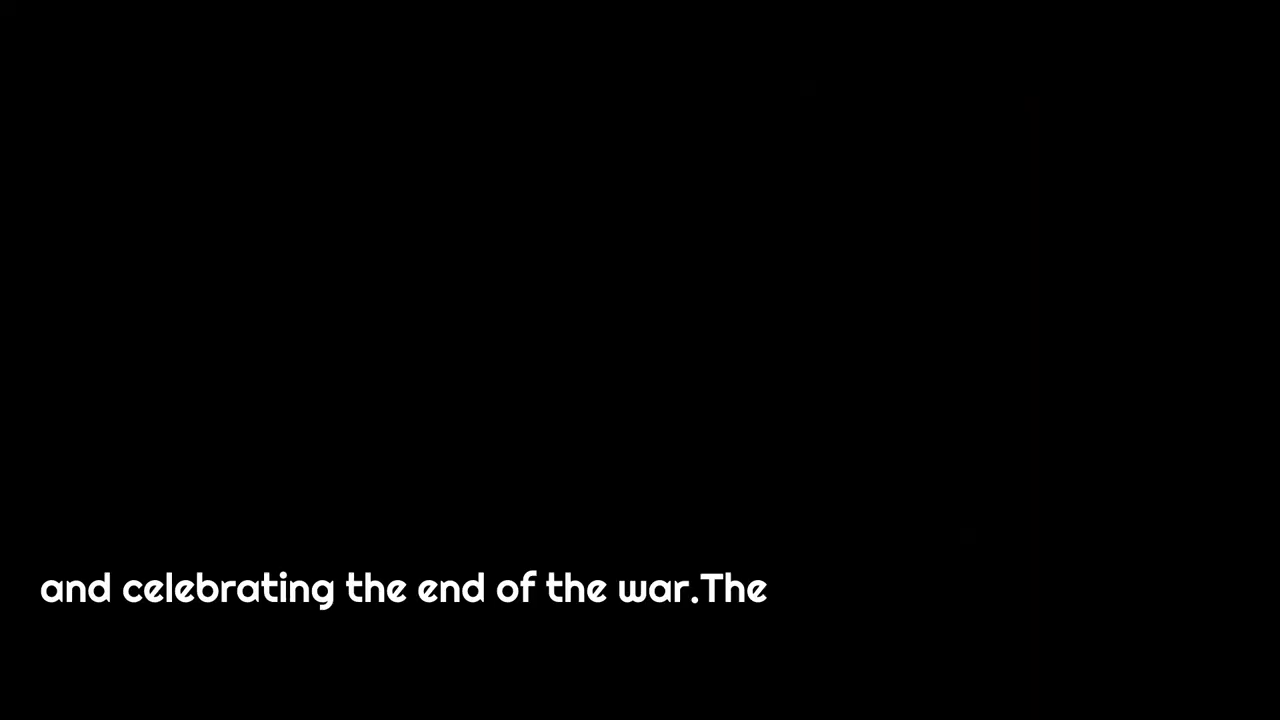 and celebrating the end of the war.The